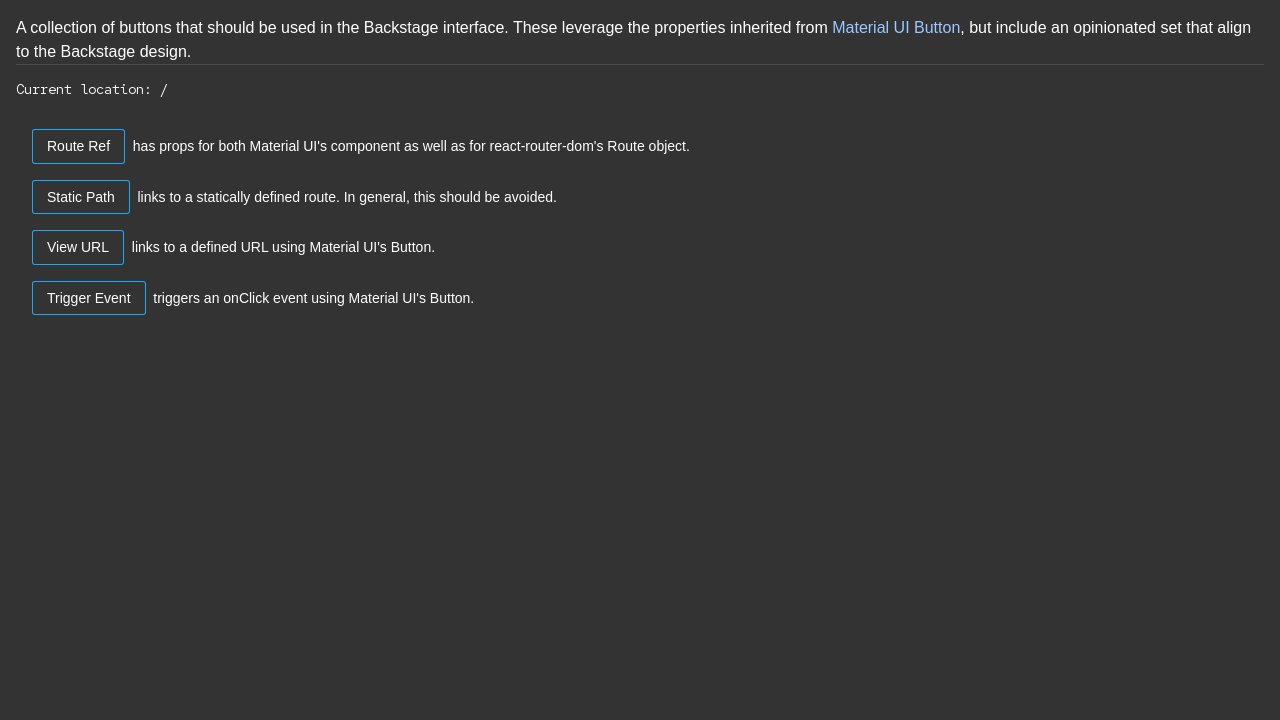 A collection of buttons that should be used in the Backstage interface. These leverage the properties inherited from Material UI Button, but include an opinionated set that align
to the Backstage design.
Current location: /
Route Ref has props for both Material UI's component as well as for react-router-dom's Route object.
Static Path links to a statically defined route. In general, this should be avoided.
View URL links to a defined URL using Material UI's Button.
Trigger Event triggers an onClick event using Material UI's Button.